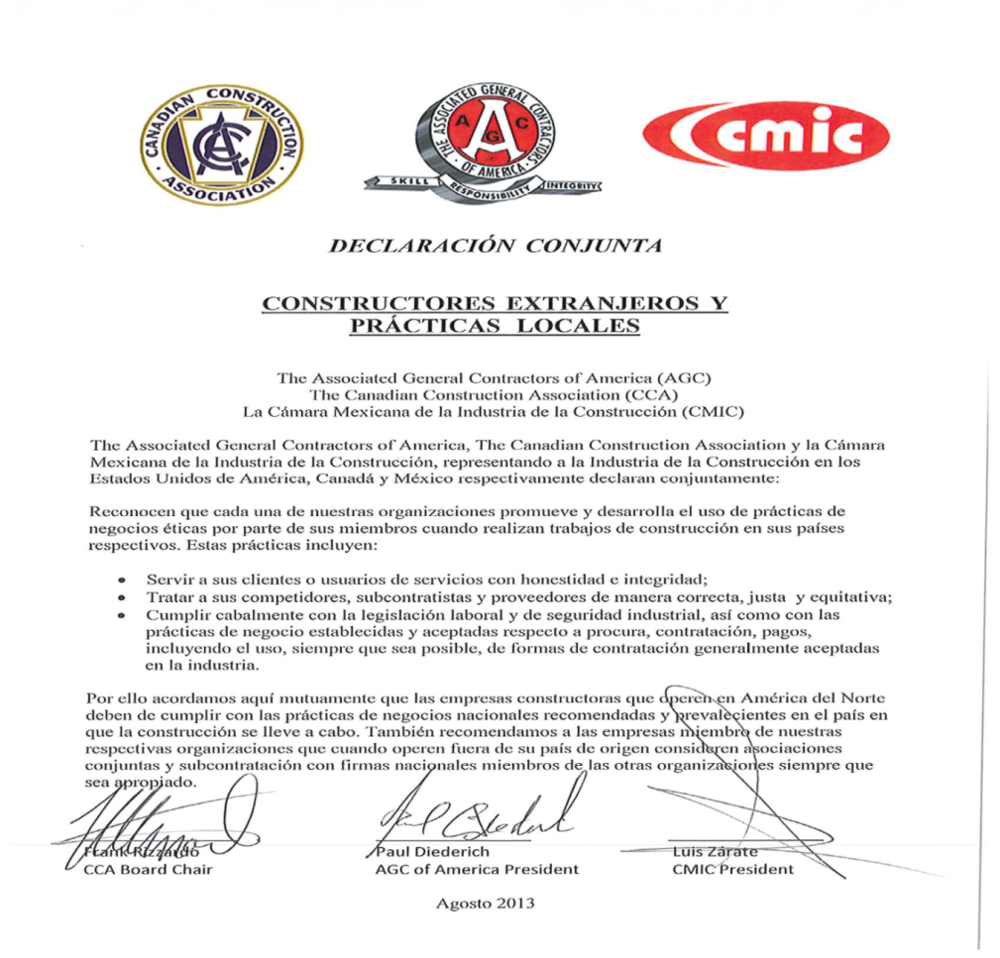 CANADIAN CONSTRUCTION
· ASSOCIATION ·
CAC
THE ASSOCIATED GENERAL CONTRACTORS
· OF AMERICA ·
A G C
SKILL RESPONSIBILITY INTEGRITY
cmic
DECLARACIÓN CONJUNTA
CONSTRUCTORES EXTRANJEROS Y
PRÁCTICAS LOCALES
The Associated General Contractors of America (AGC)
The Canadian Construction Association (CCA)
La Cámara Mexicana de la Industria de la Construcción (CMIC)
The Associated General Contractors of America, The Canadian Construction Association y la Cámara
Mexicana de la Industria de la Construcción, representando a la Industria de la Construcción en los
Estados Unidos de América, Canadá y México respectivamente declaran conjuntamente:
Reconocen que cada una de nuestras organizaciones promueve y desarrolla el uso de prácticas de
negocios éticas por parte de sus miembros cuando realizan trabajos de construcción en sus países
respectivos. Estas prácticas incluyen:
• Servir a sus clientes o usuarios de servicios con honestidad e integridad;
• Tratar a sus competidores, subcontratistas y proveedores de manera correcta, justa y equitativa;
• Cumplir cabalmente con la legislación laboral y de seguridad industrial, así como con las
prácticas de negocio establecidas y aceptadas respecto a procura, contratación, pagos,
incluyendo el uso, siempre que sea posible, de formas de contratación generalmente aceptadas
en la industria.
Por ello acordamos aquí mutuamente que las empresas constructoras que operen en América del Norte
deben de cumplir con las prácticas de negocios nacionales recomendadas y prevalecientes en el país en
que la construcción se lleve a cabo. También recomendamos a las empresas miembro de nuestras
respectivas organizaciones que cuando operen fuera de su país de origen consideren asociaciones
conjuntas y subcontratación con firmas nacionales miembros de las otras organizaciones siempre que
sea apropiado.
Frank Rizzardo Paul Diederich Luis Zárate
CCA Board Chair AGC of America President CMIC President
Agosto 2013